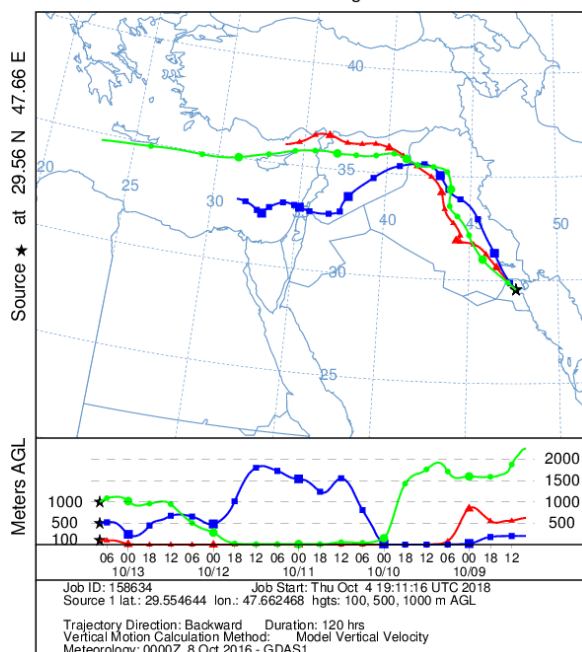 Source ★ at 29.56 N 47.66 E
40
35
20
25
30
40
45
50
30
25
Meters AGL
2000
1500
1000
500
1000
500
100
06 00 18 12 06 00 18 12 06 00 18 12 06 00 18 12 06 00 18 12
10/13 10/12 10/11 10/10 10/09
Job ID: 158634 Job Start: Thu Oct 4 19:11:16 UTC 2018
Source 1 lat.: 29.554644 lon.: 47.662468 hgts: 100, 500, 1000 m AGL
Trajectory Direction: Backward Duration: 120 hrs
Vertical Motion Calculation Method: Model Vertical Velocity
Meteorology: 0000Z 8 Oct 2016 - GDAS1